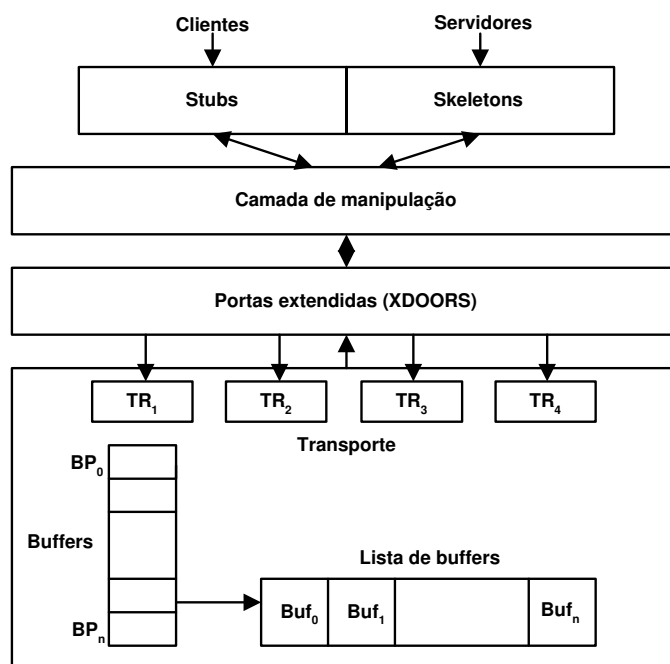 Clientes Servidores
Stubs Skeletons
Camada de manipulação
Portas extendidas (XDOORS)
TR₁ TR₂ TR₃ TR₄
Transporte
BP₀
Buffers
Lista de buffers
Buf₀ Buf₁ Bufₙ
BPₙ